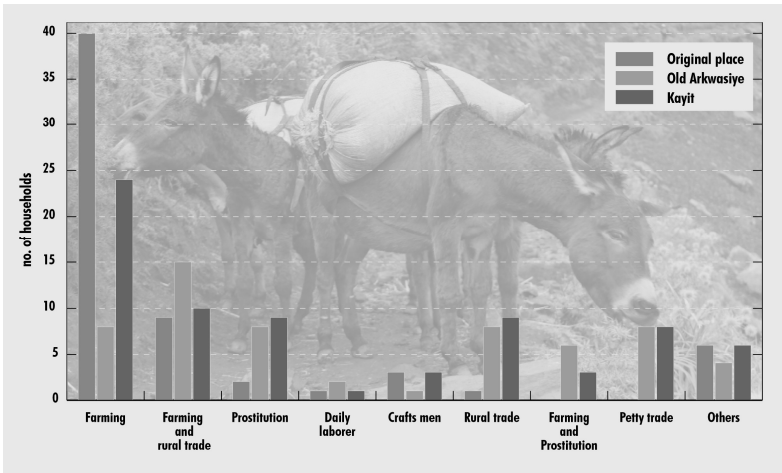 40
35
30
25
20
15
10
5
0
no. of households
Original place
Old Arkwasiye
Kayit
Farming
Farming
and
rural trade
Prostitution
Daily
laborer
Crafts men
Rural trade
Farming
and
Prostitution
Petty trade
Others